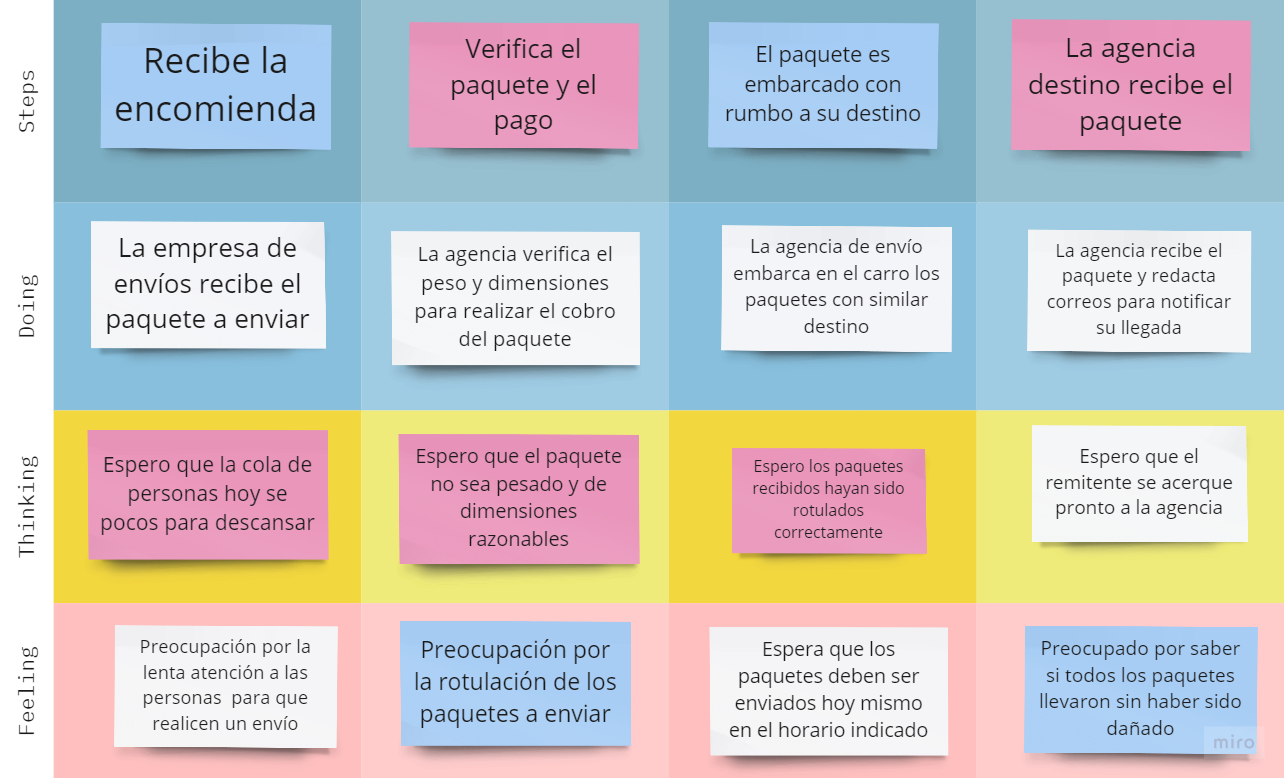 Steps
Recibe la
encomienda
Verifica el
paquete y el
pago
El paquete es
embarcado con
rumbo a su destino
La agencia
destino recibe el
paquete
Doing
La empresa de
envíos recibe el
paquete a enviar
La agencia verifica el
peso y dimensiones
para realizar el cobro
del paquete
La agencia de envío
embarca en el carro los
paquetes con similar
destino
La agencia recibe el
paquete y redacta
correos para notificar
su llegada
Thinking
Espero que la cola de
personas hoy se
pocos para descansar
Espero que el paquete
no sea pesado y de
dimensiones
razonables
Espero los paquetes
recibidos hayan sido
rotulados
correctamente
Espero que el
remitente se acerque
pronto a la agencia
Feeling
Preocupación por la
lenta atención a las
personas para que
realicen un envío
Preocupación por
la rotulación de los
paquetes a enviar
Espera que los
paquetes deben ser
enviados hoy mismo
en el horario indicado
Preocupado por saber
si todos los paquetes
llevaron sin haber sido
dañado
miro